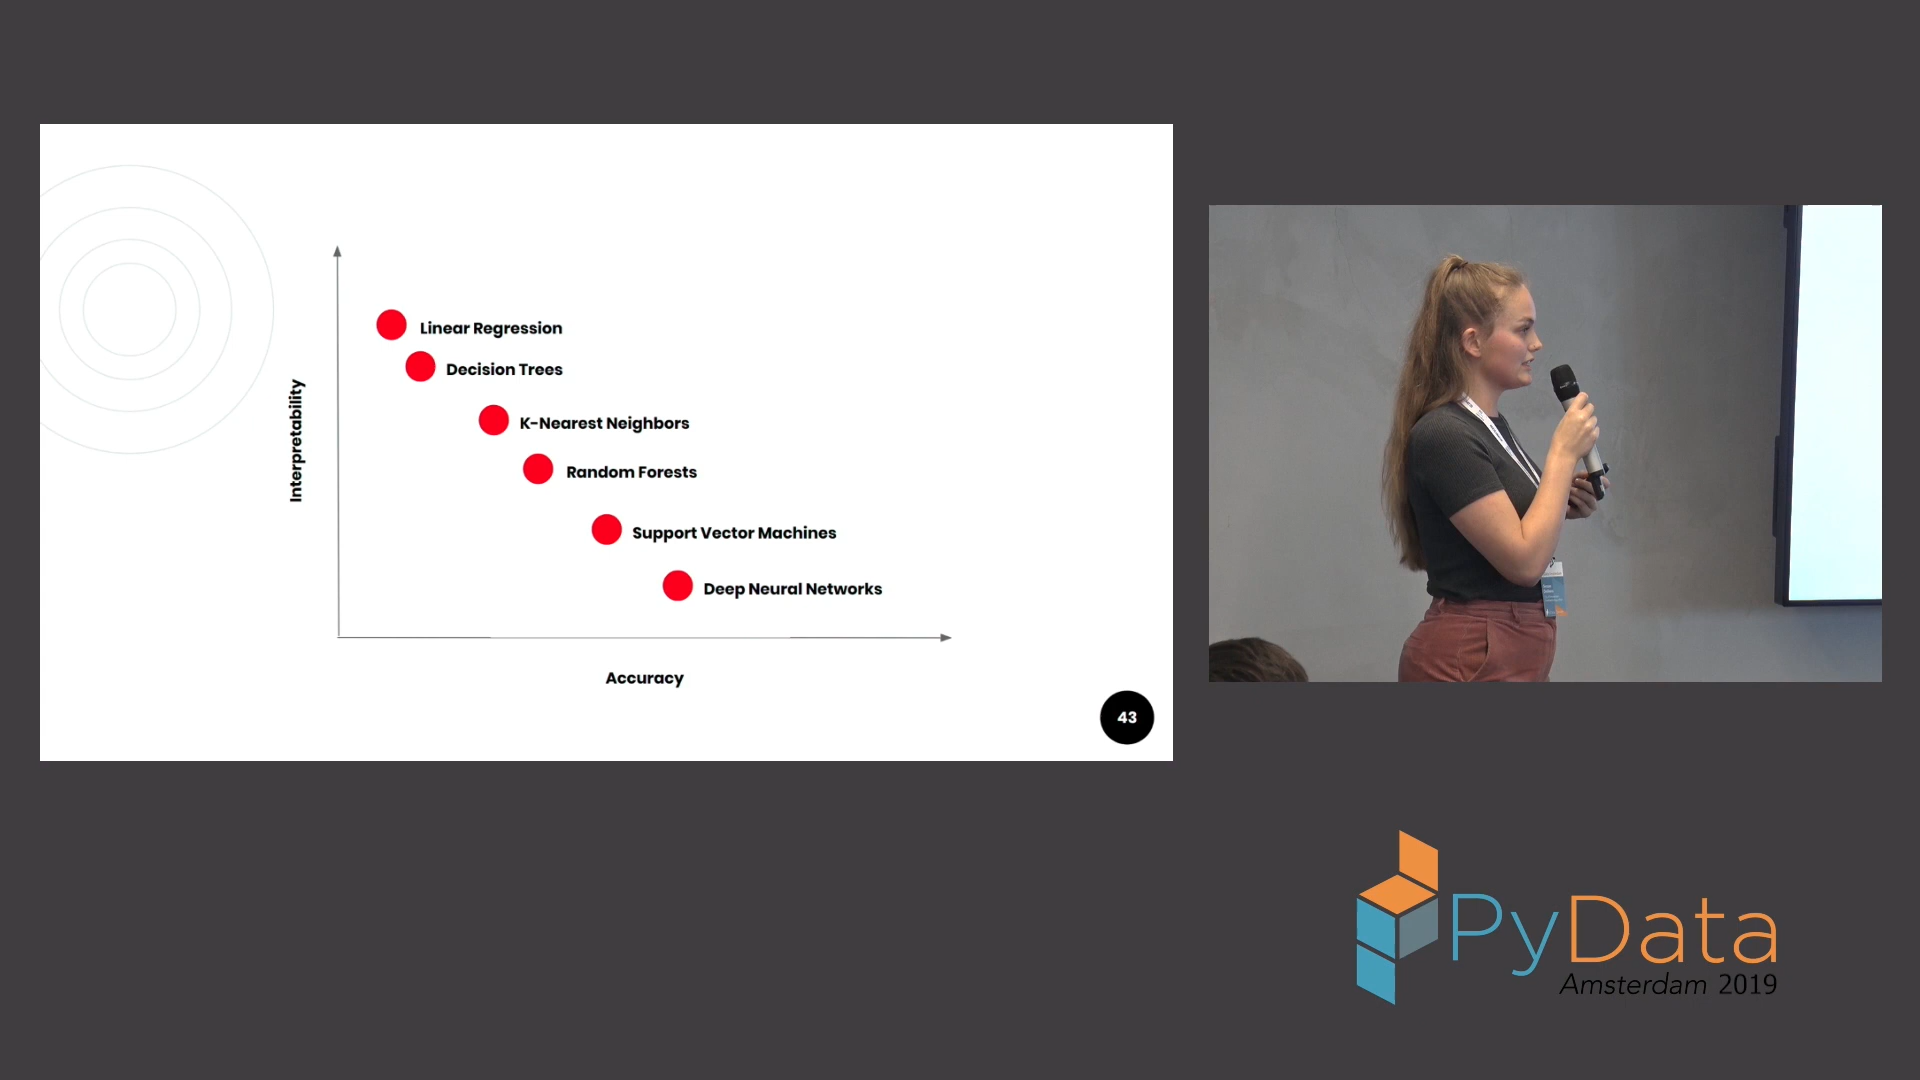 Linear Regression
Decision Trees
K-Nearest Neighbors
Random Forests
Support Vector Machines
Deep Neural Networks
Interpretability
Accuracy
43
PyData
Amsterdam 2019